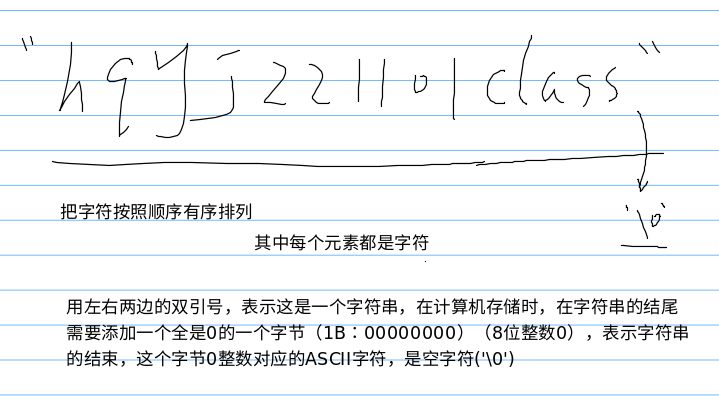 "hqyj221101class"
'\0'
把字符按照顺序有序排列
其中每个元素都是字符
用左右两边的双引号，表示这是一个字符串，在计算机存储时，在字符串的结尾
需要添加一个全是0的一个字节（1B：00000000）（8位整数0），表示字符串
的结束，这个字节0整数对应的ASCII字符，是空字符('\0')